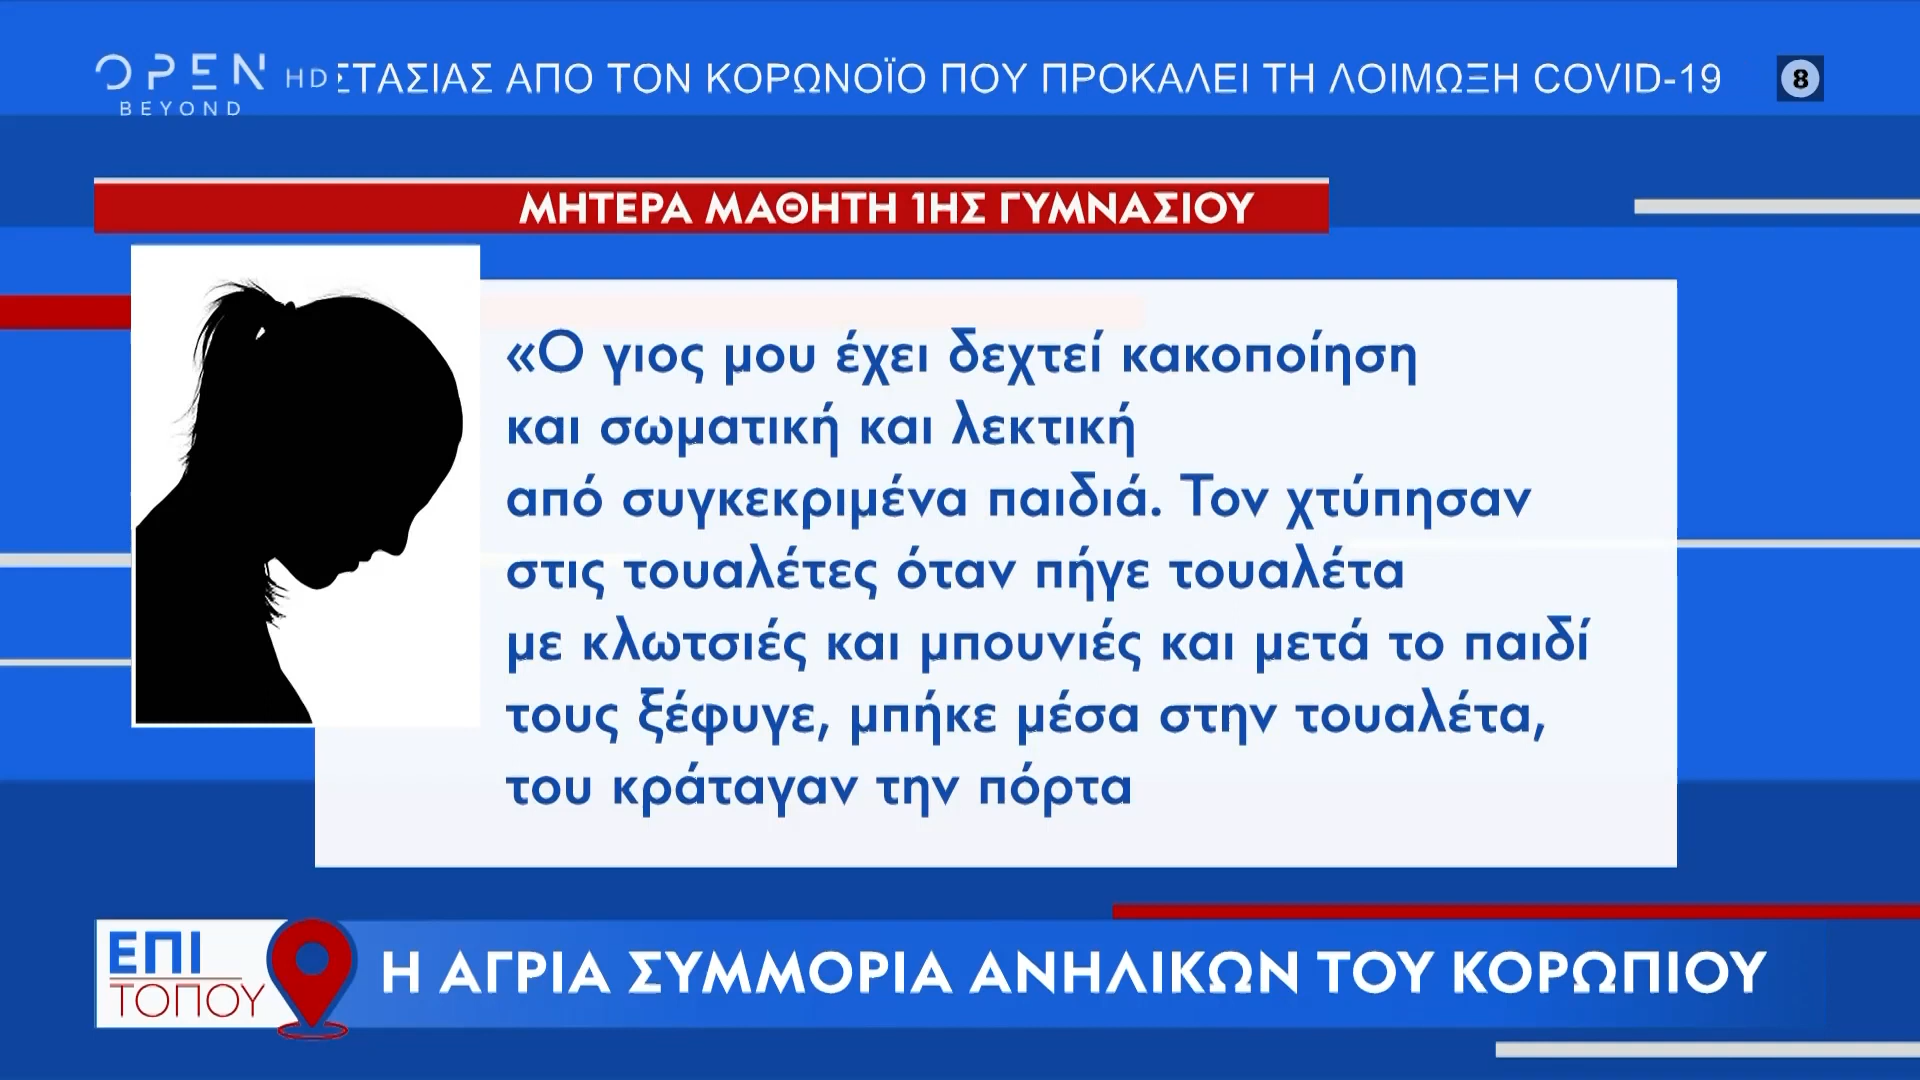 OPEN HD
BEYOND
ΣΤΑΣΙΑΣ ΑΠΟ ΤΟΝ ΚΟΡΩΝΟΪΟ ΠΟΥ ΠΡΟΚΑΛΕΙ ΤΗ ΛΟΙΜΩΞΗ COVID-19
8
ΜΗΤΕΡΑ ΜΑΘΗΤΗ 1ΗΣ ΓΥΜΝΑΣΙΟΥ
«Ο γιος μου έχει δεχτεί κακοποίηση
και σωματική και λεκτική
από συγκεκριμένα παιδιά. Τον χτύπησαν
στις τουαλέτες όταν πήγε τουαλέτα
με κλωτσιές και μπουνιές και μετά το παιδί
τους ξέφυγε, μπήκε μέσα στην τουαλέτα,
του κράταγαν την πόρτα
ΕΠΙ
ΤΟΠΟΥ
Η ΑΓΡΙΑ ΣΥΜΜΟΡΙΑ ΑΝΗΛΙΚΩΝ ΤΟΥ ΚΟΡΩΠΙΟΥ